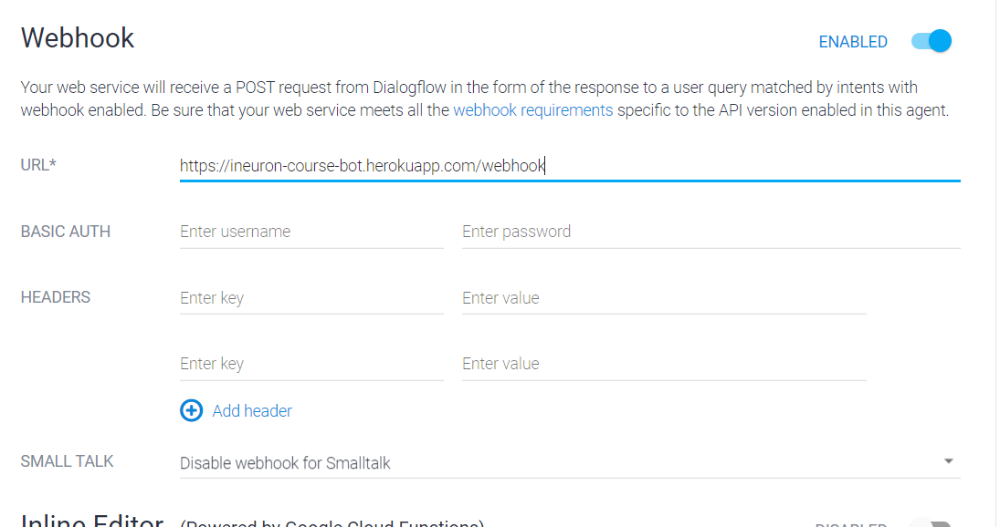 Webhook
ENABLED
Your web service will receive a POST request from Dialogflow in the form of the response to a user query matched by intents with
webhook enabled. Be sure that your web service meets all the webhook requirements specific to the API version enabled in this agent.
URL* https://ineuron-course-bot.herokuapp.com/webhook
BASIC AUTH Enter username Enter password
HEADERS Enter key Enter value
Enter key Enter value
Add header
SMALL TALK Disable webhook for Smalltalk
Inline Editor (Powered by Google Cloud Functions) DISABLED